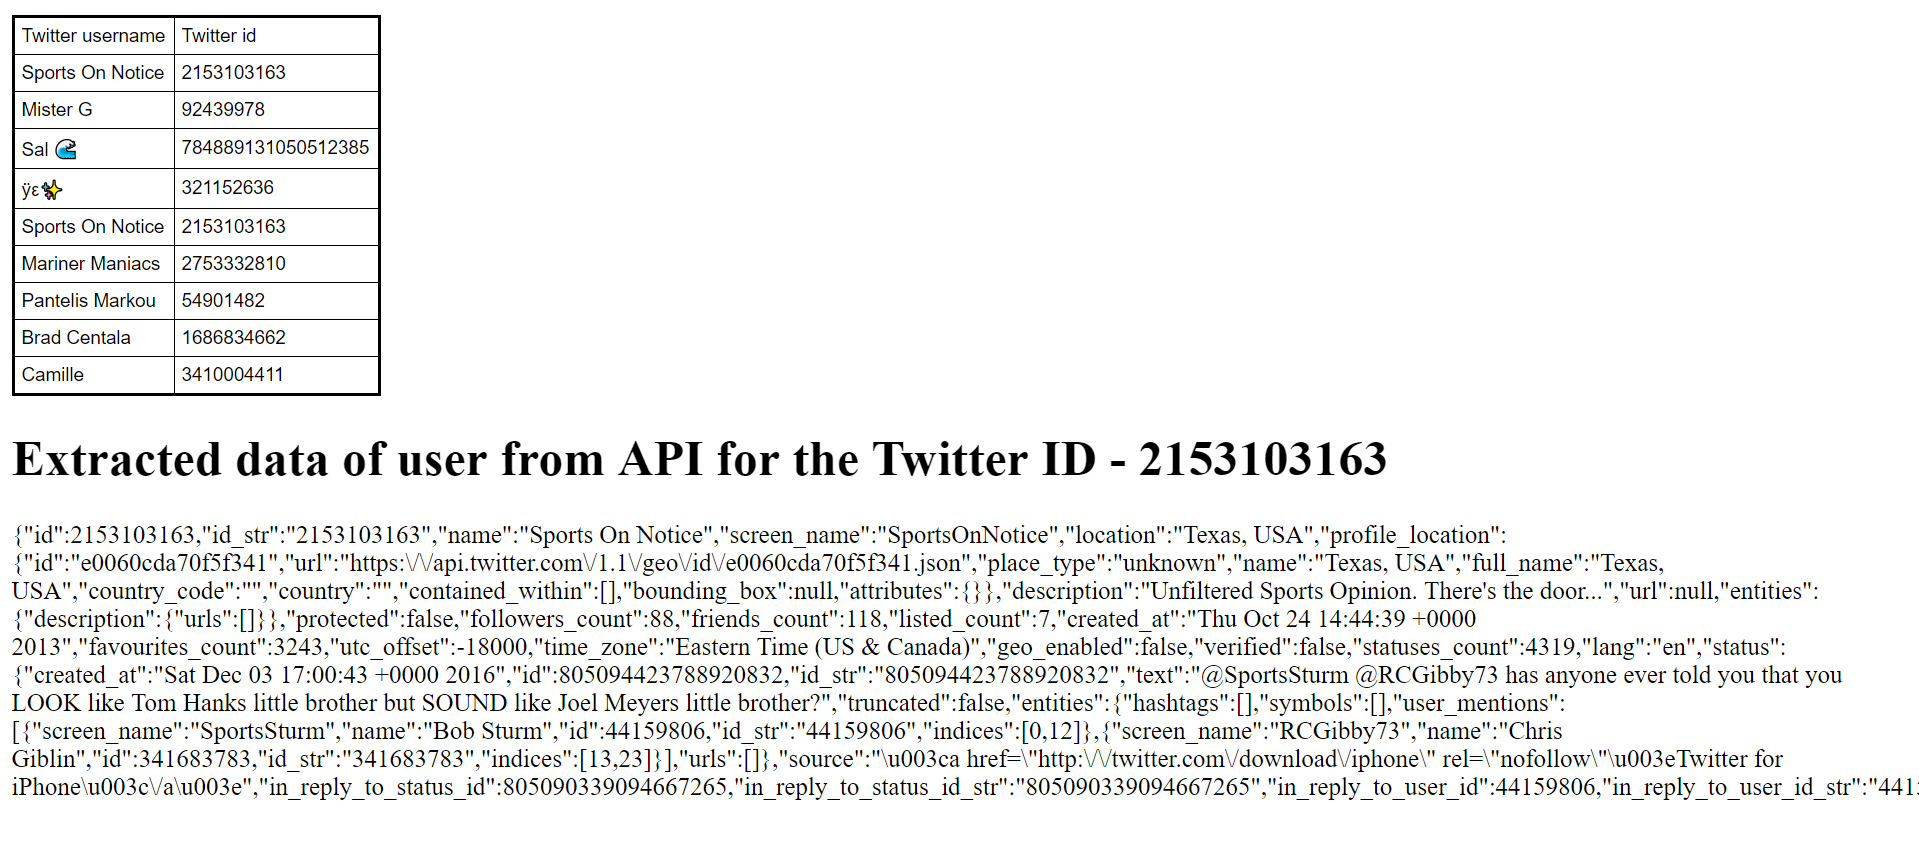 Twitter username Twitter id
Sports On Notice 2153103163
Mister G 92439978
Sal 🌊 784889131050512385
ÿε✨ 321152636
Sports On Notice 2153103163
Mariner Maniacs 2753332810
Pantelis Markou 54901482
Brad Centala 1686834662
Camille 3410004411
Extracted data of user from API for the Twitter ID - 2153103163
{"id":2153103163,"id_str":"2153103163","name":"Sports On Notice","screen_name":"SportsOnNotice","location":"Texas, USA","profile_location":
{"id":"e0060cda70f5f341","url":"https:\/\/api.twitter.com\/1.1\/geo\/id\/e0060cda70f5f341.json","place_type":"unknown","name":"Texas, USA","full_name":"Texas,
USA","country_code":"","country":"","contained_within":[],"bounding_box":null,"attributes":{}},"description":"Unfiltered Sports Opinion. There's the door...","url":null,"entities":
{"description":{"urls":[]}},"protected":false,"followers_count":88,"friends_count":118,"listed_count":7,"created_at":"Thu Oct 24 14:44:39 +0000
2013","favourites_count":3243,"utc_offset":-18000,"time_zone":"Eastern Time (US & Canada)","geo_enabled":false,"verified":false,"statuses_count":4319,"lang":"en","status":
{"created_at":"Sat Dec 03 17:00:43 +0000 2016","id":805094423788920832,"id_str":"805094423788920832","text":"@SportsSturm @RCGibby73 has anyone ever told you that you
LOOK like Tom Hanks little brother but SOUND like Joel Meyers little brother?","truncated":false,"entities":{"hashtags":[],"symbols":[],"user_mentions":
[{"screen_name":"SportsSturm","name":"Bob Sturm","id":44159806,"id_str":"44159806","indices":[0,12]},{"screen_name":"RCGibby73","name":"Chris
Giblin","id":341683783,"id_str":"341683783","indices":[13,23]}],"urls":[]},"source":"\u003ca href=\"http:\/\/twitter.com\/download\/iphone\" rel=\"nofollow\"\u003eTwitter for
iPhone\u003c\/a\u003e","in_reply_to_status_id":805090339094667265,"in_reply_to_status_id_str":"805090339094667265","in_reply_to_user_id":44159806,"in_reply_to_user_id_str":"441